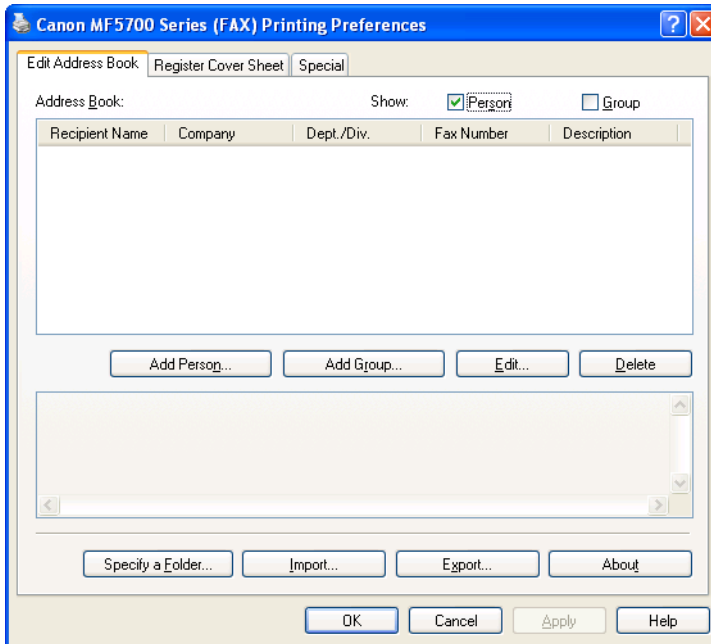 Canon MF5700 Series (FAX) Printing Preferences
Edit Address Book Register Cover Sheet Special
Address Book: Show: Person Group
Recipient Name Company Dept./Div. Fax Number Description
Add Person... Add Group... Edit... Delete
Specify a Folder... Import... Export... About
OK Cancel Apply Help